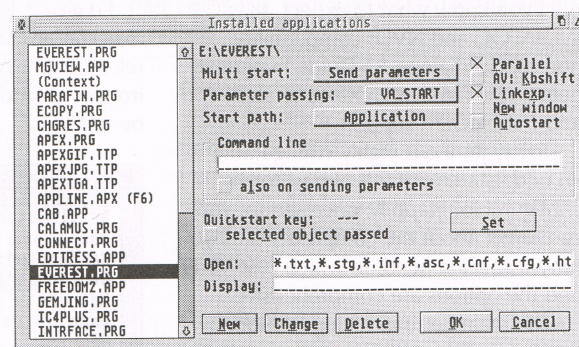 Installed applications
EVEREST.PRG
MGVIEW.APP
(Context)
PARAFIN.PRG
ECOPY.PRG
CHGRES.PRG
APEX.PRG
APEXGIF.TTP
APEXJPG.TTP
APEXTGA.TTP
APPLINE.APX (F6)
CAB.APP
CALAMUS.PRG
CONNECT.PRG
EDITRESS.APP
EVEREST.PRG
FREEDOM2.APP
GEMJING.PRG
IC4PLUS.PRG
INTRFACE.PRG
E:\EVEREST\
Multi start: Send parameters
Parameter passing: VA_START
Start path: Application
Parallel
AV: Kbshift
Linkexp.
New window
Autostart
Command line
also on sending parameters
Quickstart key: ---
selected object passed
Set
Open: *.txt,*.stg,*.inf,*.asc,*.cnf,*.cfg,*.ht
Display:
New Change Delete OK Cancel